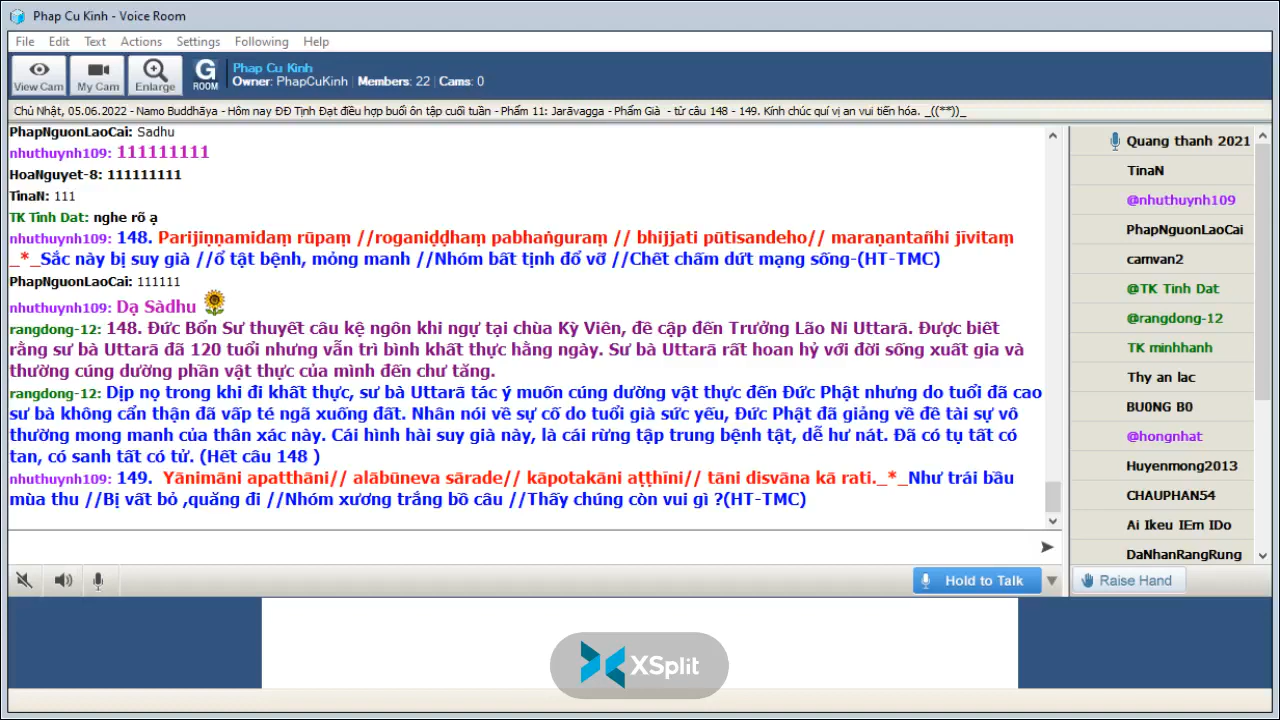 Phap Cu Kinh - Voice Room
File Edit Text Actions Settings Following Help
View Cam My Cam Enlarge G ROOM
Phap Cu Kinh
Owner: PhapCuKinh | Members: 22 | Cams: 0
Chủ Nhật, 05.06.2022 - Namo Buddhāya - Hôm nay ĐĐ Tịnh Đạt điều hợp buổi ôn tập cuối tuần - Phẩm 11: Jarāvagga - Phẩm Già - từ câu 148 - 149. Kính chúc quí vị an vui tiến hóa. _((**))_
PhapNguonLaoCai: Sadhu
nhuthuynh109: 111111111
HoaNguyet-8: 111111111
TinaN: 111
TK Tinh Dat: nghe rõ ạ
nhuthuynh109: 148. Parijiṇṇamidaṃ rūpaṃ //roganiḍḍhaṃ pabhaṅguraṃ // bhijjati pūtisandeho// maraṇantañhi jīvitaṃ
_*_Sắc này bị suy già //ổ tật bệnh, mỏng manh //Nhóm bất tịnh đổ vỡ //Chết chấm dứt mạng sống-(HT-TMC)
PhapNguonLaoCai: 111111
nhuthuynh109: Dạ Sàdhu
rangdong-12: 148. Đức Bổn Sư thuyết câu kệ ngôn khi ngự tại chùa Kỳ Viên, đề cập đến Trưởng Lão Ni Uttarā. Được biết
rằng sư bà Uttarā đã 120 tuổi nhưng vẫn trì bình khất thực hằng ngày. Sư bà Uttarā rất hoan hỷ với đời sống xuất gia và
thường cúng dường phần vật thực của mình đến chư tăng.
rangdong-12: Dịp nọ trong khi đi khất thực, sư bà Uttarā tác ý muốn cúng dường vật thực đến Đức Phật nhưng do tuổi đã cao
sư bà không cẩn thận đã vấp té ngã xuống đất. Nhân nói về sự cố do tuổi già sức yếu, Đức Phật đã giảng về đề tài sự vô
thường mong manh của thân xác này. Cái hình hài suy già này, là cái rừng tập trung bệnh tật, dễ hư nát. Đã có tụ tất có
tan, có sanh tất có tử. (Hết câu 148 )
nhuthuynh109: 149. Yānimāni apatthāni// alābūneva sārade// kāpotakāni aṭṭhīni// tāni disvāna kā rati._*_Như trái bầu
mùa thu //Bị vất bỏ ,quăng đi //Nhóm xương trắng bồ câu //Thấy chúng còn vui gì ?(HT-TMC)
Hold to Talk
Quang thanh 2021
TinaN
@nhuthuynh109
PhapNguonLaoCai
camvan2
@TK Tinh Dat
@rangdong-12
TK minhhanh
Thy an lac
BU0NG B0
@hongnhat
Huyenmong2013
CHAUPHAN54
Ai Ikeu IEm IDo
DaNhanRangRung
Raise Hand
XSplit